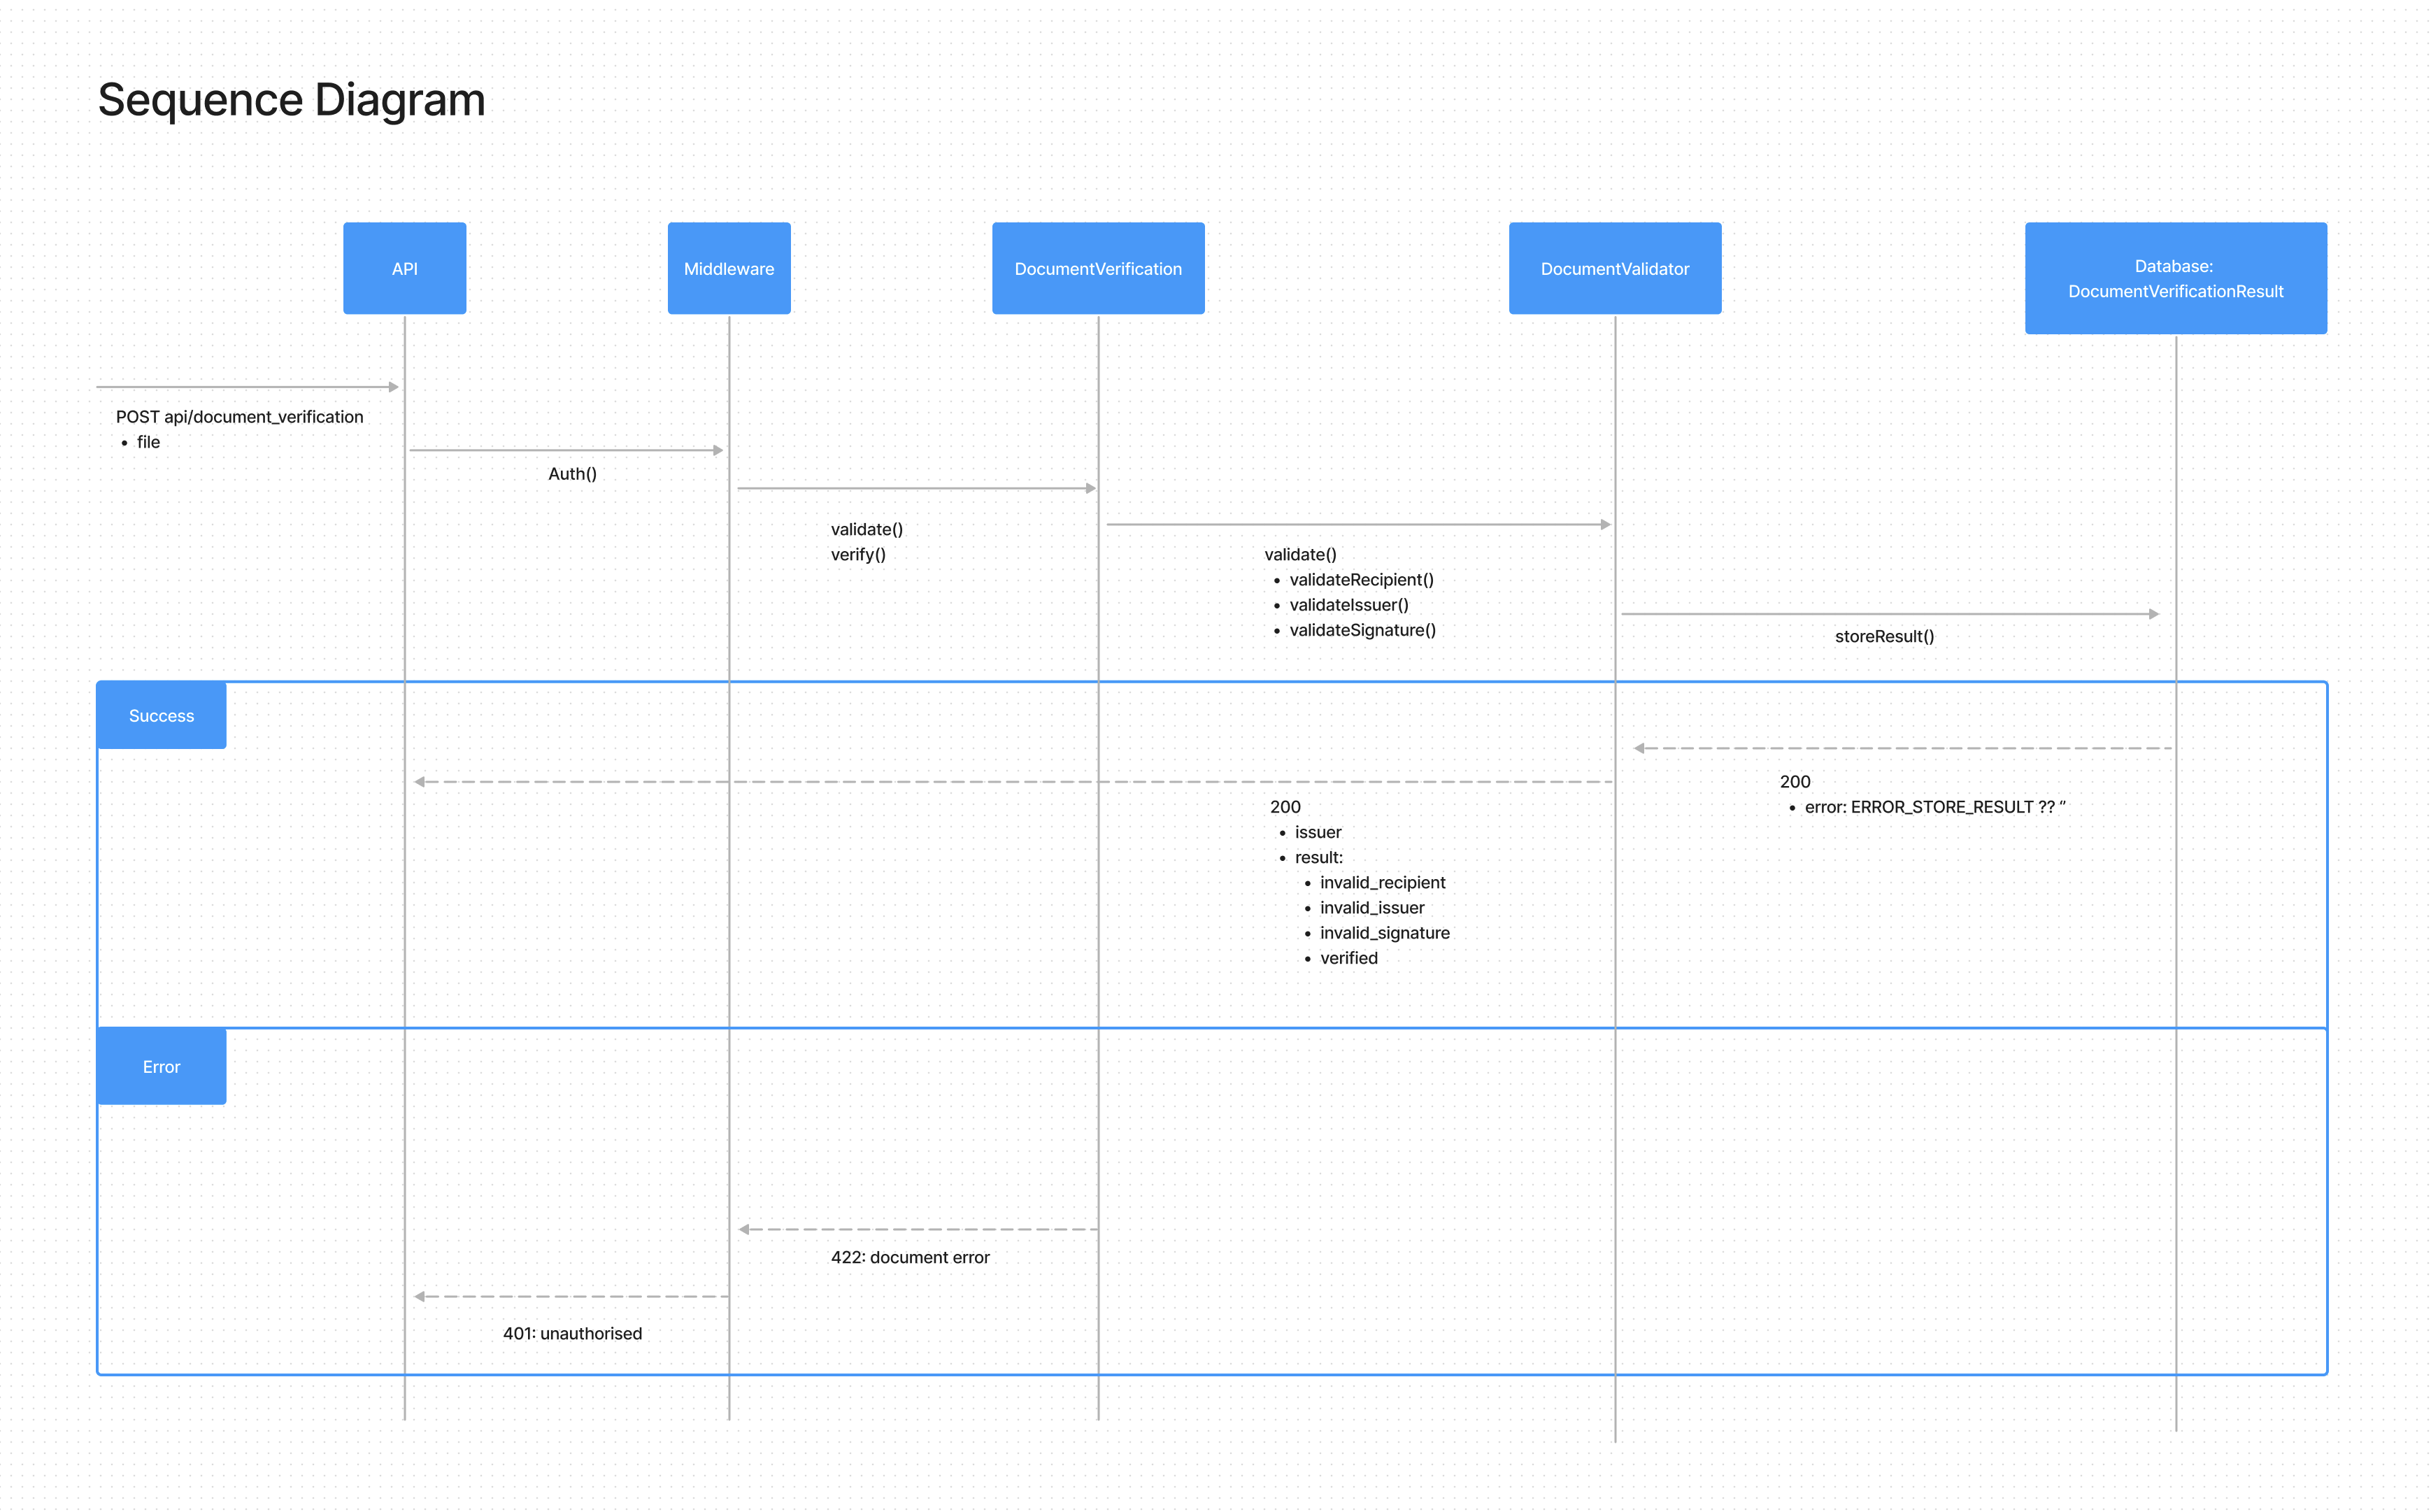 Sequence Diagram
API
Middleware
DocumentVerification
DocumentValidator
Database:
DocumentVerificationResult
POST api/document_verification
• file
Auth()
validate()
verify()
validate()
• validateRecipient()
• validateIssuer()
• validateSignature()
storeResult()
Success
200
• error: ERROR_STORE_RESULT ?? ‘’
200
• issuer
• result:
• invalid_recipient
• invalid_issuer
• invalid_signature
• verified
Error
422: document error
401: unauthorised